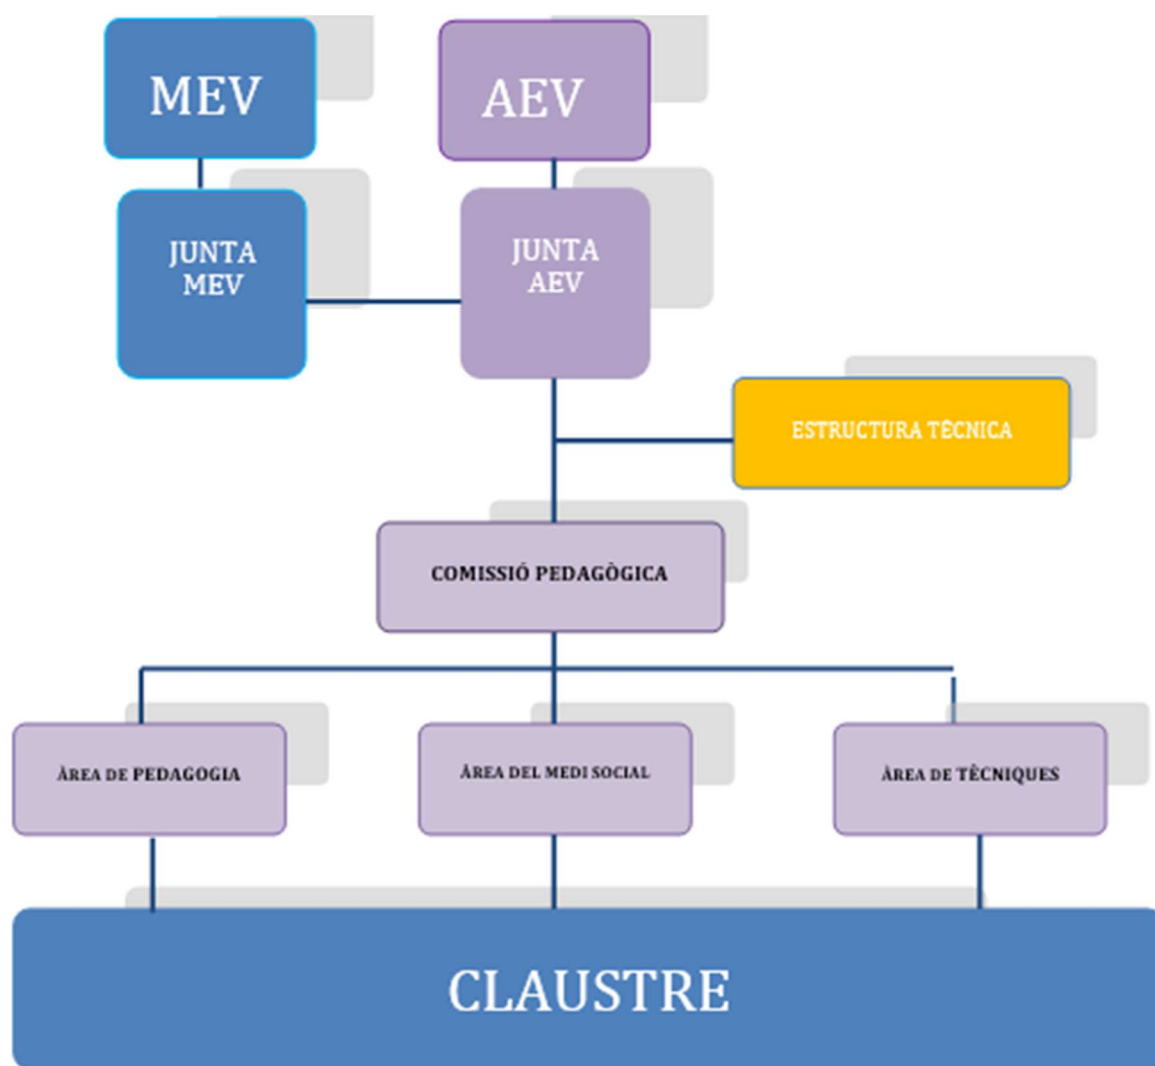 MEV
AEV
JUNTA
MEV
JUNTA
AEV
ESTRUCTURA TÈCNICA
COMISSIÓ PEDAGÒGICA
ÀREA DE PEDAGOGIA
ÀREA DEL MEDI SOCIAL
ÀREA DE TÈCNIQUES
CLAUSTRE